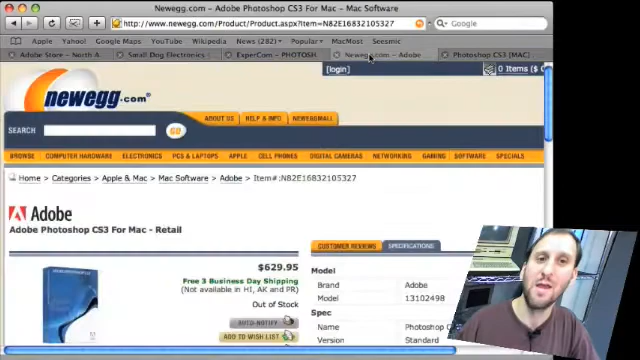 Newegg.com - Adobe Photoshop CS3 For Mac - Mac Software
http://www.newegg.com/Product/Product.aspx?Item=N82E16832105327
Google
Apple Yahoo! Google Maps YouTube Wikipedia News (282) Popular MacMost Seesmic
Adobe Store - North A Small Dog Electronics ( ExperCom - PHOTOSH Newegg.com - Adobe Photoshop CS3 [MAC]
[login] 0 Items ($
newegg.com
ABOUT US HELP & INFO NEWEGGMALL
SEARCH GO
BROWSE COMPUTER HARDWARE ELECTRONICS PCS & LAPTOPS APPLE CELL PHONES DIGITAL CAMERAS NETWORKING GAMING SOFTWARE SPECIALS
Home > Categories > Apple & Mac > Mac Software > Adobe > Item#:N82E16832105327
Adobe
Adobe Photoshop CS3 For Mac - Retail
CUSTOMER REVIEWS SPECIFICATIONS
$629.95
Free 3 Business Day Shipping
(Not available in HI, AK and PR)
Out of Stock
AUTO-NOTIFY
ADD TO WISH LIST
Model
Brand Adobe
Model 13102498
Spec
Name Photoshop
Version Standard